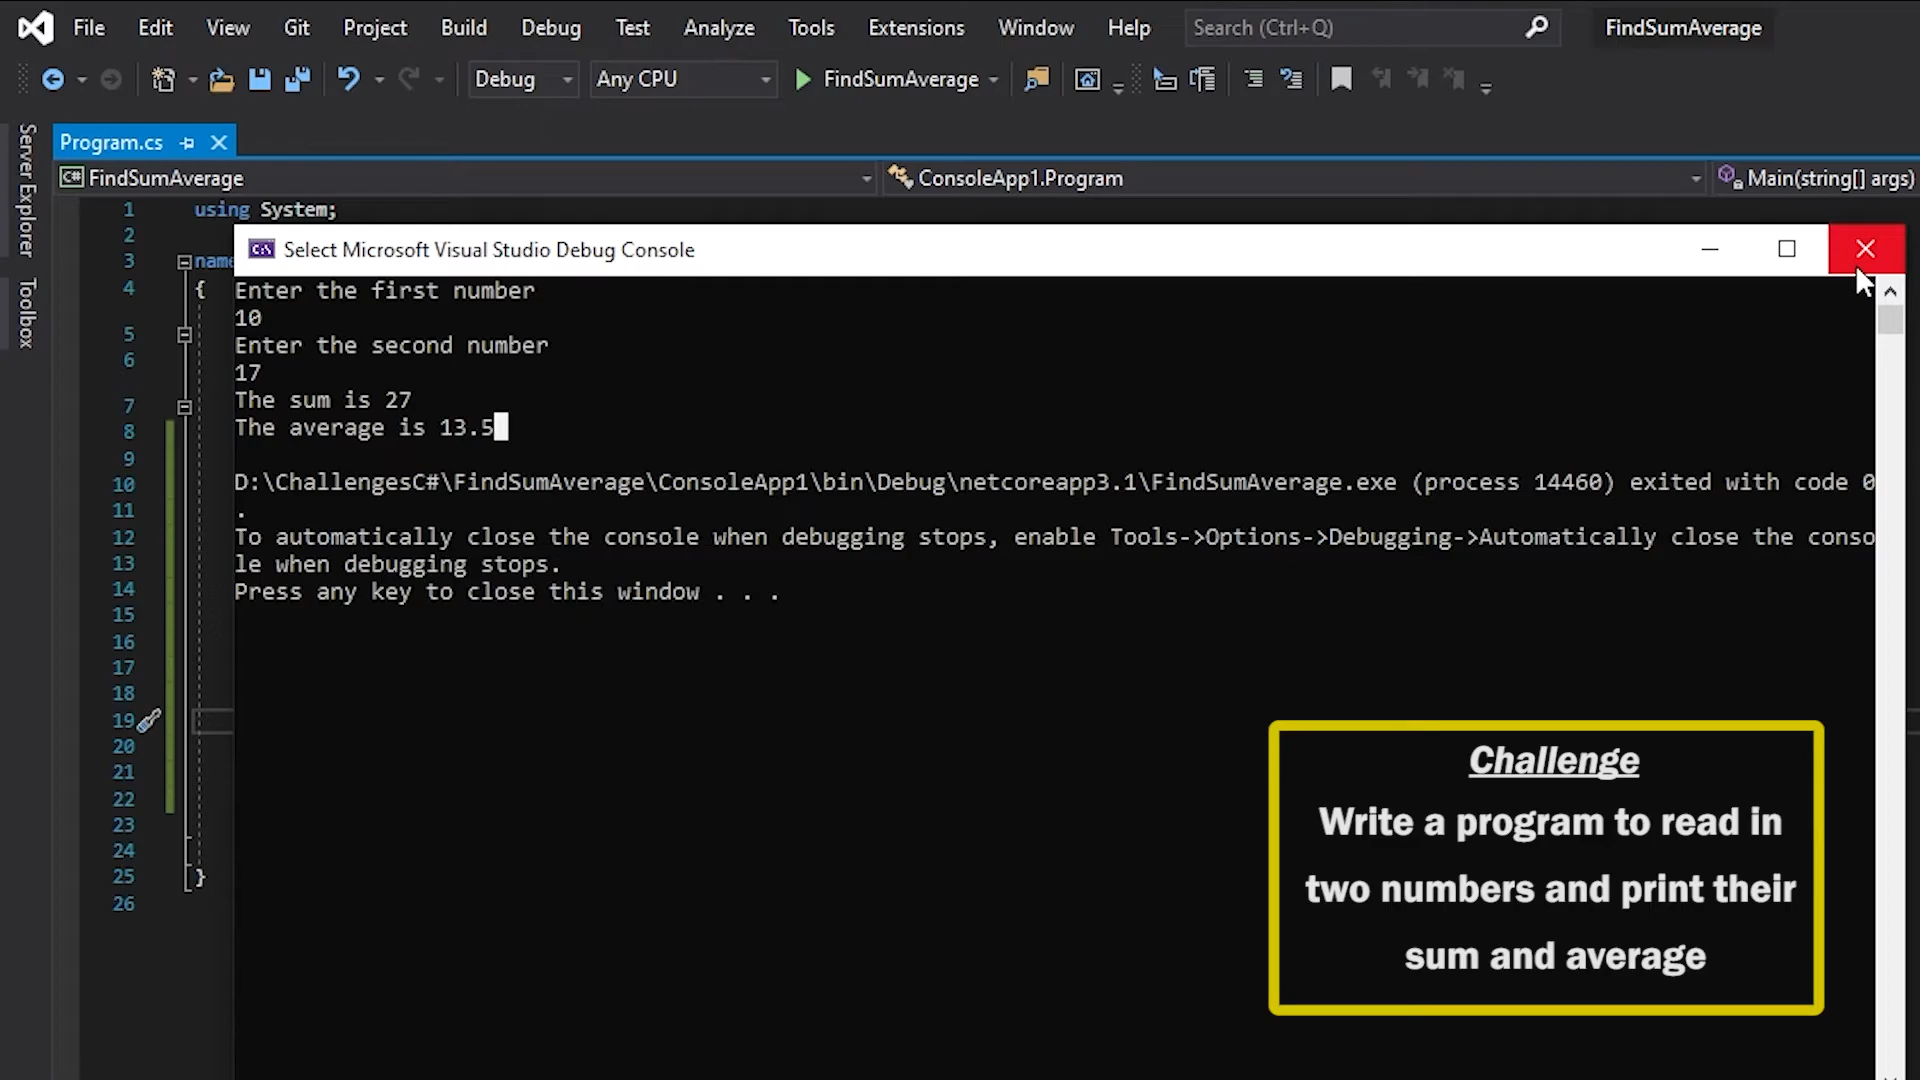 File Edit View Git Project Build Debug Test Analyze Tools Extensions Window Help Search (Ctrl+Q) FindSumAverage
Debug Any CPU FindSumAverage
Server Explorer
Toolbox
Program.cs
C# FindSumAverage ConsoleApp1.Program Main(string[] args)
1 using System;
2
3 name
4 {
5
6
7
8
9
10
11
12
13
14
15
16
17
18
19
20
21
22
23
24
25 }
26
C:\ Select Microsoft Visual Studio Debug Console
Enter the first number
10
Enter the second number
17
The sum is 27
The average is 13.5
D:\ChallengesC#\FindSumAverage\ConsoleApp1\bin\Debug\netcoreapp3.1\FindSumAverage.exe (process 14460) exited with code 0
.
To automatically close the console when debugging stops, enable Tools->Options->Debugging->Automatically close the conso
le when debugging stops.
Press any key to close this window . . .
Challenge
Write a program to read in
two numbers and print their
sum and average